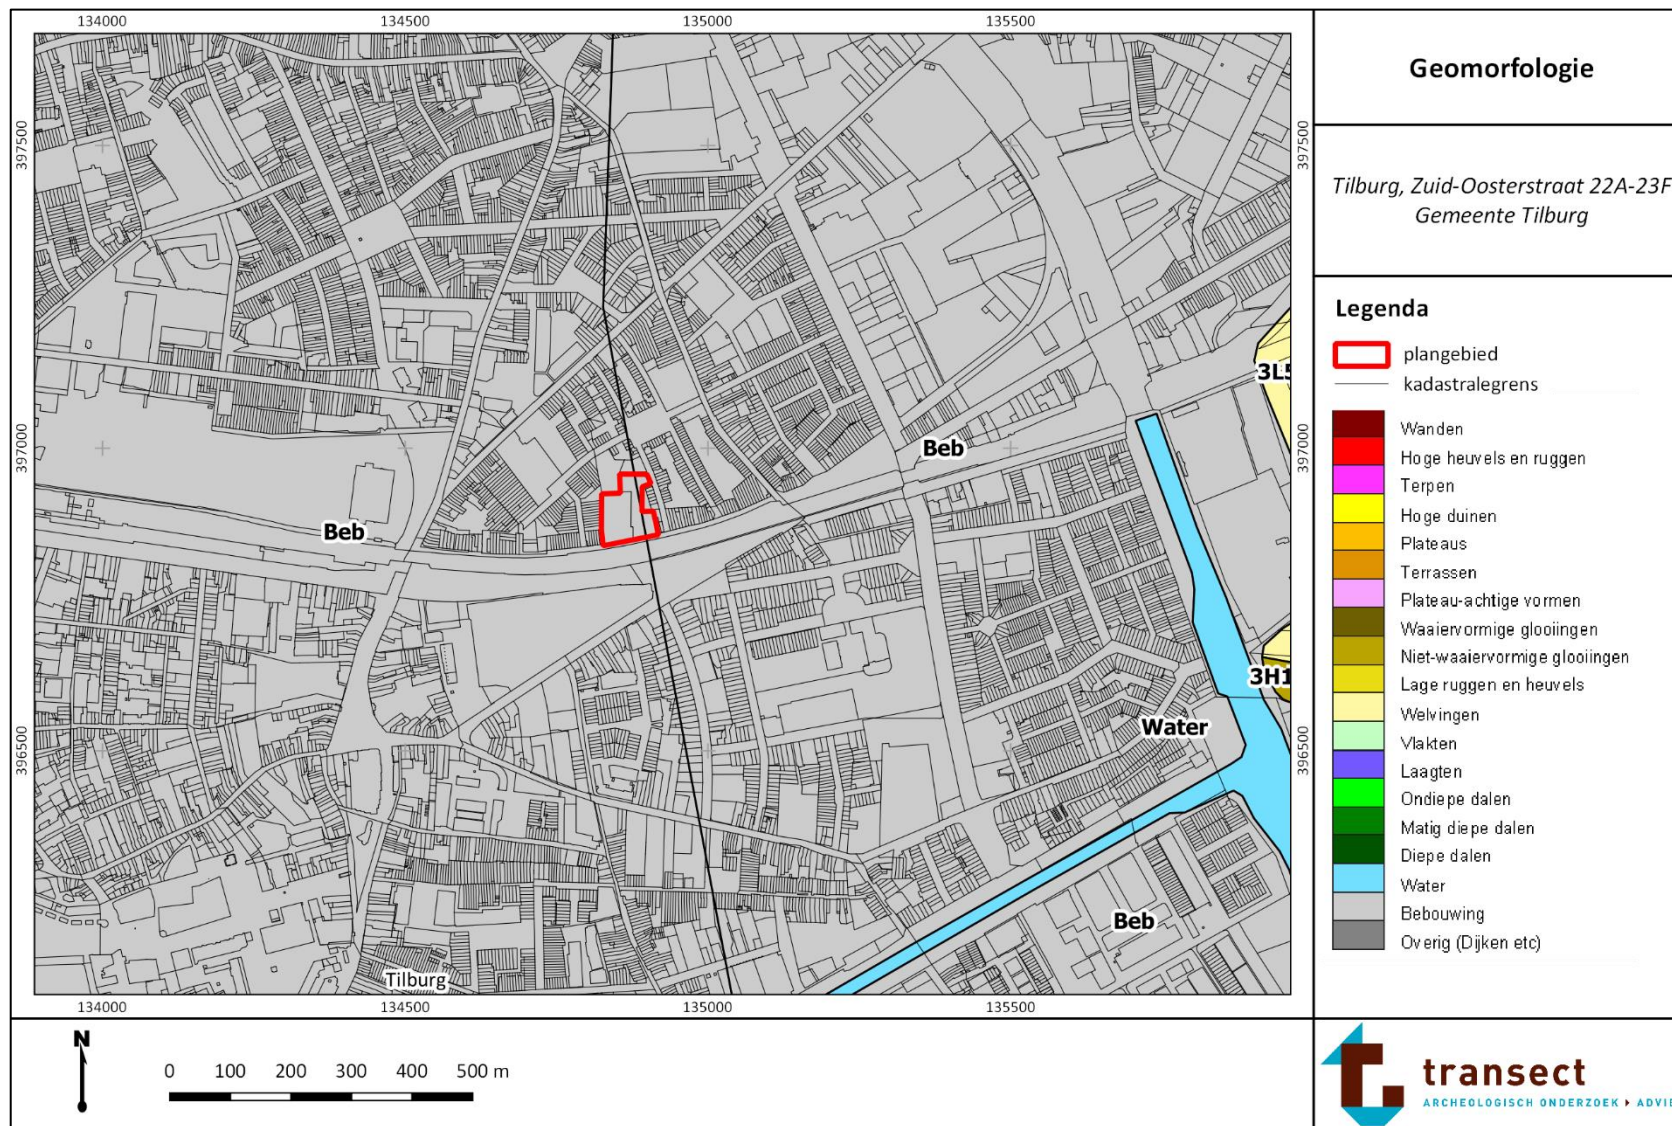 134000
134500
135000
135500
397500
397500
397000
397000
396500
396500
3L5
Beb
Beb
3H1
Water
Beb
Tilburg
134000
134500
135000
135500
N
0 100 200 300 400 500 m
Geomorfologie
Tilburg, Zuid-Oosterstraat 22A-23F
Gemeente Tilburg
Legenda
plangebied
kadastralegrens
Wanden
Hoge heuvels en ruggen
Terpen
Hoge duinen
Plateaus
Terrassen
Plateau-achtige vormen
Waaiervormige glooiingen
Niet-waaiervormige glooiingen
Lage ruggen en heuvels
Welvingen
Vlakten
Laagten
Ondiepe dalen
Matig diepe dalen
Diepe dalen
Water
Bebouwing
Overig (Dijken etc)
transect
ARCHEOLOGISCH ONDERZOEK ▸ ADVIE